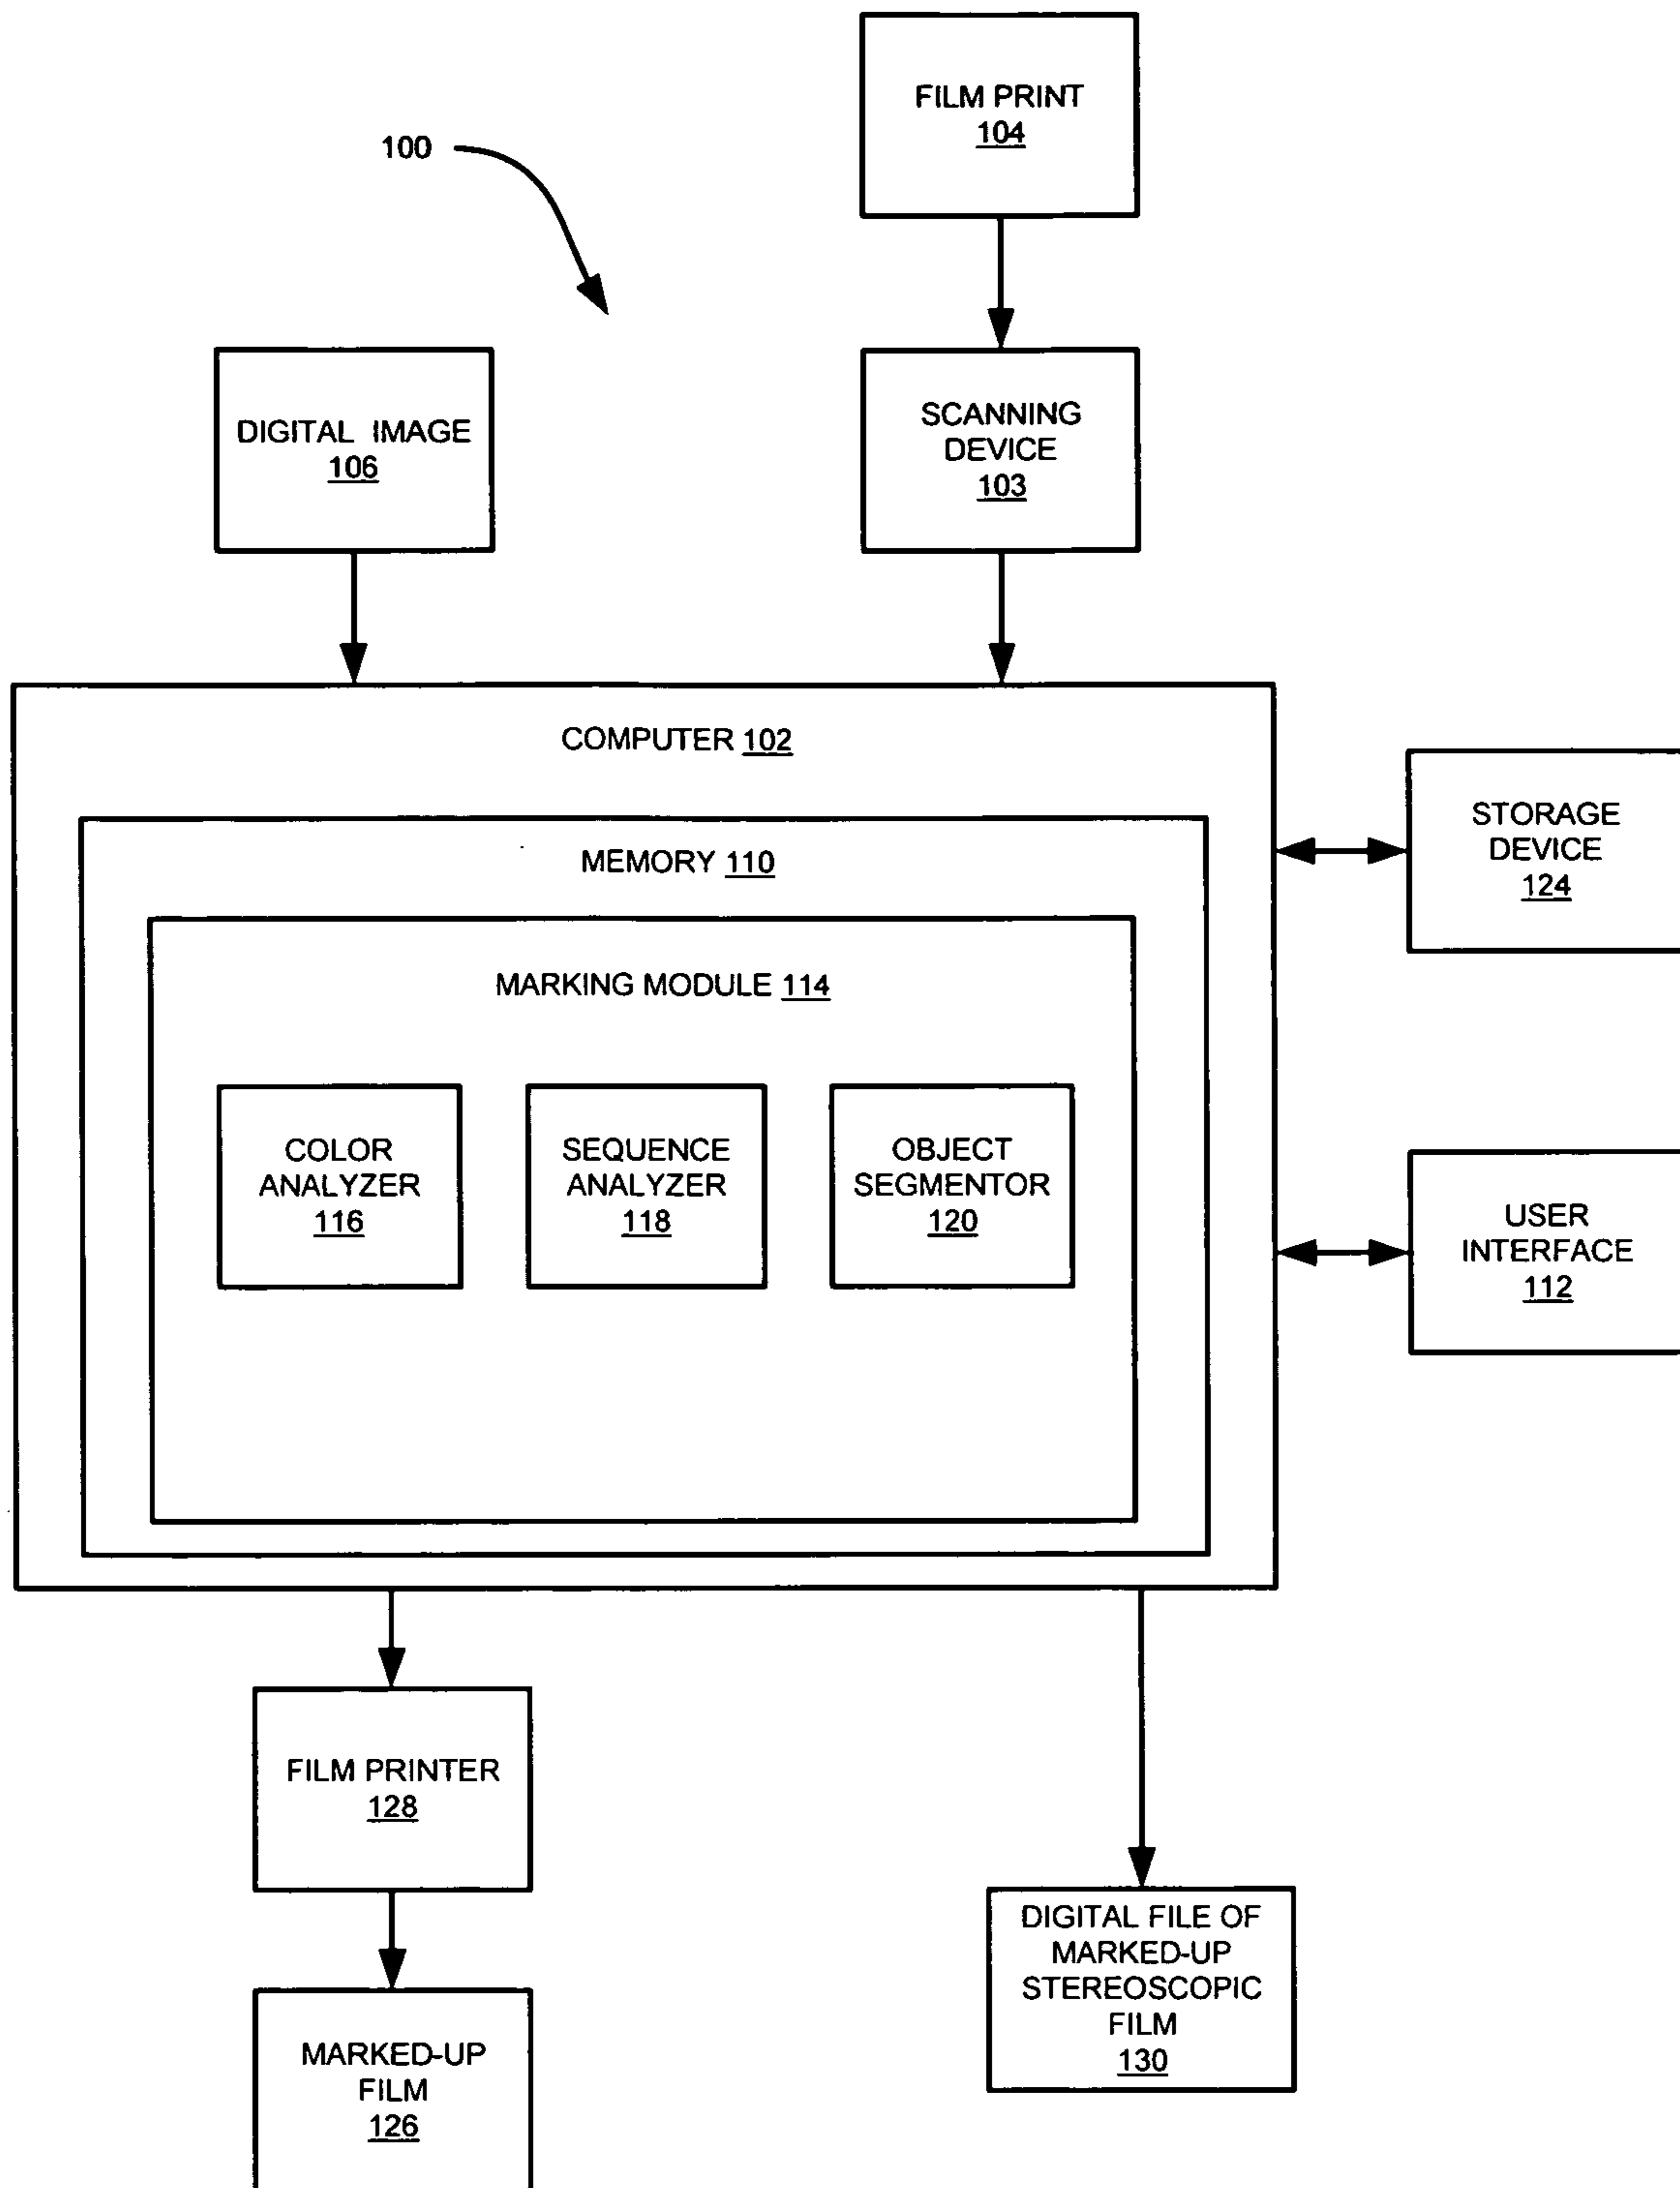 FILM PRINT
104
100
DIGITAL IMAGE
106
SCANNING
DEVICE
103
COMPUTER 102
STORAGE
DEVICE
124
MEMORY 110
MARKING MODULE 114
COLOR
ANALYZER
116
SEQUENCE
ANALYZER
118
OBJECT
SEGMENTOR
120
USER
INTERFACE
112
FILM PRINTER
128
DIGITAL FILE OF
MARKED-UP
STEREOSCOPIC
FILM
130
MARKED-UP
FILM
126